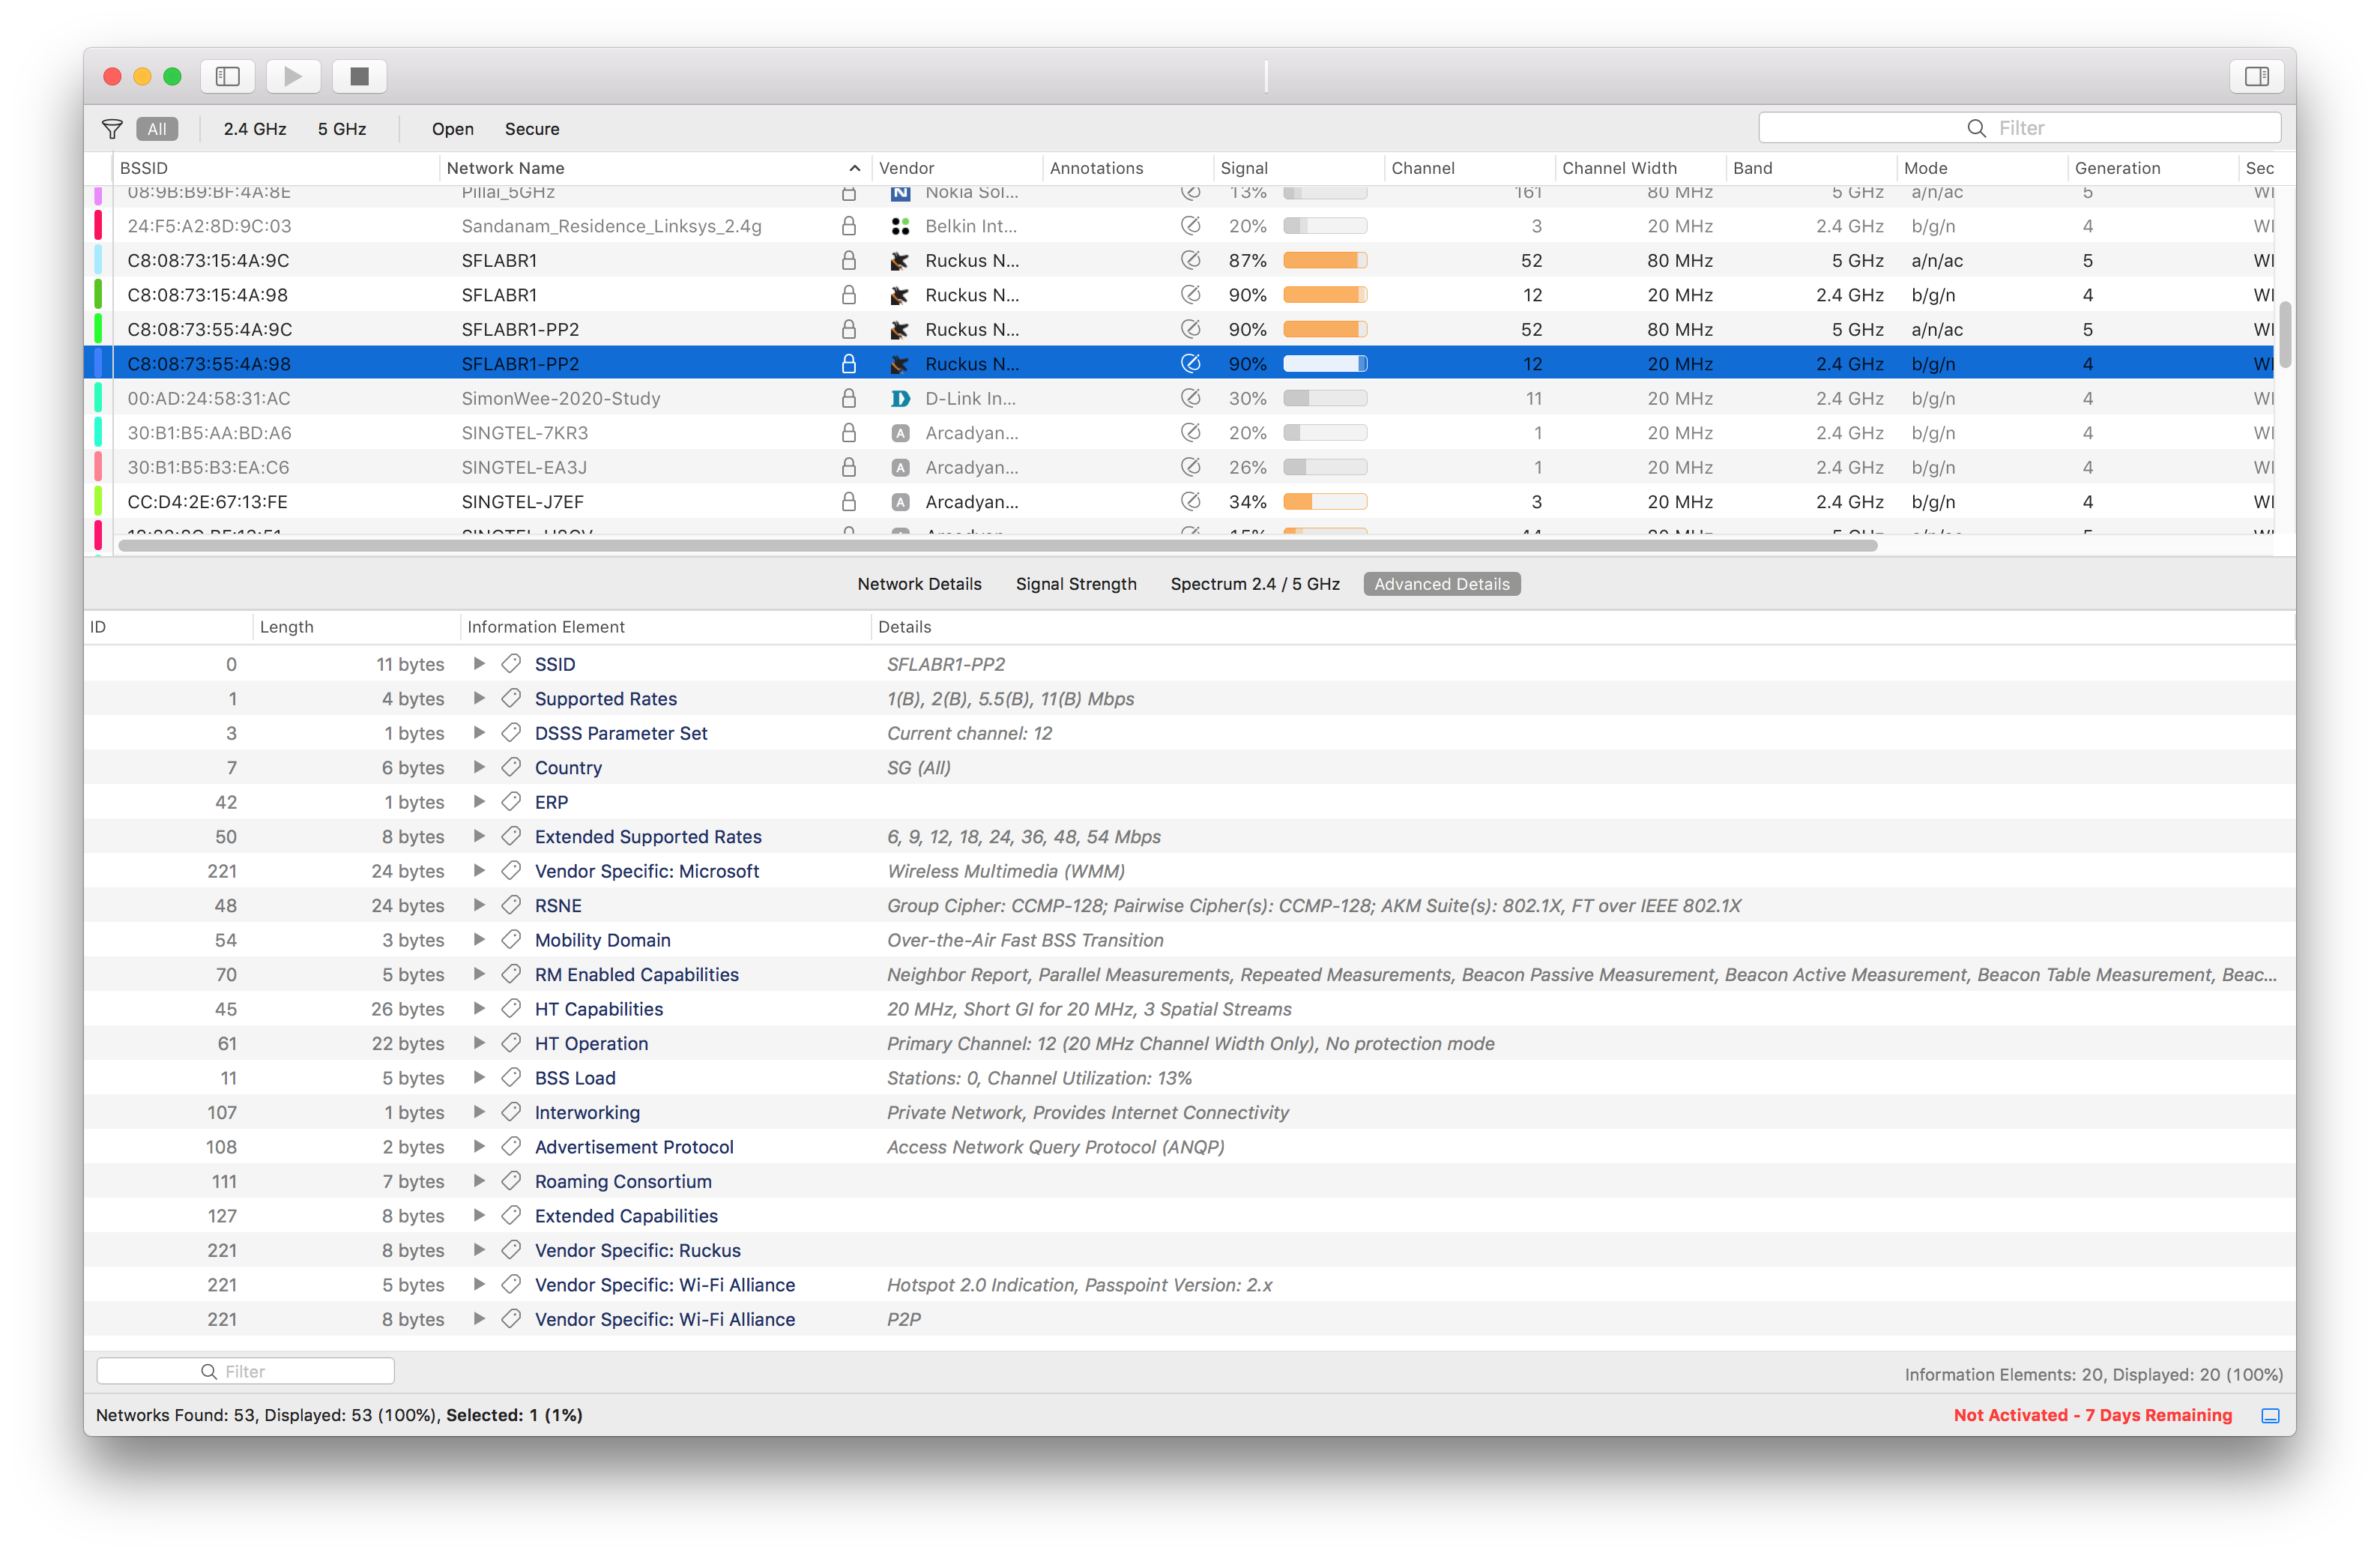 All 2.4 GHz 5 GHz Open Secure Filter
BSSID Network Name Vendor Annotations Signal Channel Channel Width Band Mode Generation Sec
08:9B:B9:BF:4A:8E Pillai_5GHz N Nokia Sol... 13% 161 80 MHz 5 GHz a/n/ac 5 WI
24:F5:A2:8D:9C:03 Sandanam_Residence_Linksys_2.4g Belkin Int... 20% 3 20 MHz 2.4 GHz b/g/n 4 WI
C8:08:73:15:4A:9C SFLABR1 Ruckus N... 87% 52 80 MHz 5 GHz a/n/ac 5 WI
C8:08:73:15:4A:98 SFLABR1 Ruckus N... 90% 12 20 MHz 2.4 GHz b/g/n 4 WI
C8:08:73:55:4A:9C SFLABR1-PP2 Ruckus N... 90% 52 80 MHz 5 GHz a/n/ac 5 WI
C8:08:73:55:4A:98 SFLABR1-PP2 Ruckus N... 90% 12 20 MHz 2.4 GHz b/g/n 4 WI
00:AD:24:58:31:AC SimonWee-2020-Study D D-Link In... 30% 11 20 MHz 2.4 GHz b/g/n 4 WI
30:B1:B5:AA:BD:A6 SINGTEL-7KR3 A Arcadyan... 20% 1 20 MHz 2.4 GHz b/g/n 4 WI
30:B1:B5:B3:EA:C6 SINGTEL-EA3J A Arcadyan... 26% 1 20 MHz 2.4 GHz b/g/n 4 WI
CC:D4:2E:67:13:FE SINGTEL-J7EF A Arcadyan... 34% 3 20 MHz 2.4 GHz b/g/n 4 WI
Network Details Signal Strength Spectrum 2.4 / 5 GHz Advanced Details
ID Length Information Element Details
0 11 bytes SSID SFLABR1-PP2
1 4 bytes Supported Rates 1(B), 2(B), 5.5(B), 11(B) Mbps
3 1 bytes DSSS Parameter Set Current channel: 12
7 6 bytes Country SG (All)
42 1 bytes ERP
50 8 bytes Extended Supported Rates 6, 9, 12, 18, 24, 36, 48, 54 Mbps
221 24 bytes Vendor Specific: Microsoft Wireless Multimedia (WMM)
48 24 bytes RSNE Group Cipher: CCMP-128; Pairwise Cipher(s): CCMP-128; AKM Suite(s): 802.1X, FT over IEEE 802.1X
54 3 bytes Mobility Domain Over-the-Air Fast BSS Transition
70 5 bytes RM Enabled Capabilities Neighbor Report, Parallel Measurements, Repeated Measurements, Beacon Passive Measurement, Beacon Active Measurement, Beacon Table Measurement, Beac...
45 26 bytes HT Capabilities 20 MHz, Short GI for 20 MHz, 3 Spatial Streams
61 22 bytes HT Operation Primary Channel: 12 (20 MHz Channel Width Only), No protection mode
11 5 bytes BSS Load Stations: 0, Channel Utilization: 13%
107 1 bytes Interworking Private Network, Provides Internet Connectivity
108 2 bytes Advertisement Protocol Access Network Query Protocol (ANQP)
111 7 bytes Roaming Consortium
127 8 bytes Extended Capabilities
221 8 bytes Vendor Specific: Ruckus
221 5 bytes Vendor Specific: Wi-Fi Alliance Hotspot 2.0 Indication, Passpoint Version: 2.x
221 8 bytes Vendor Specific: Wi-Fi Alliance P2P
Filter Information Elements: 20, Displayed: 20 (100%)
Networks Found: 53, Displayed: 53 (100%), Selected: 1 (1%) Not Activated - 7 Days Remaining